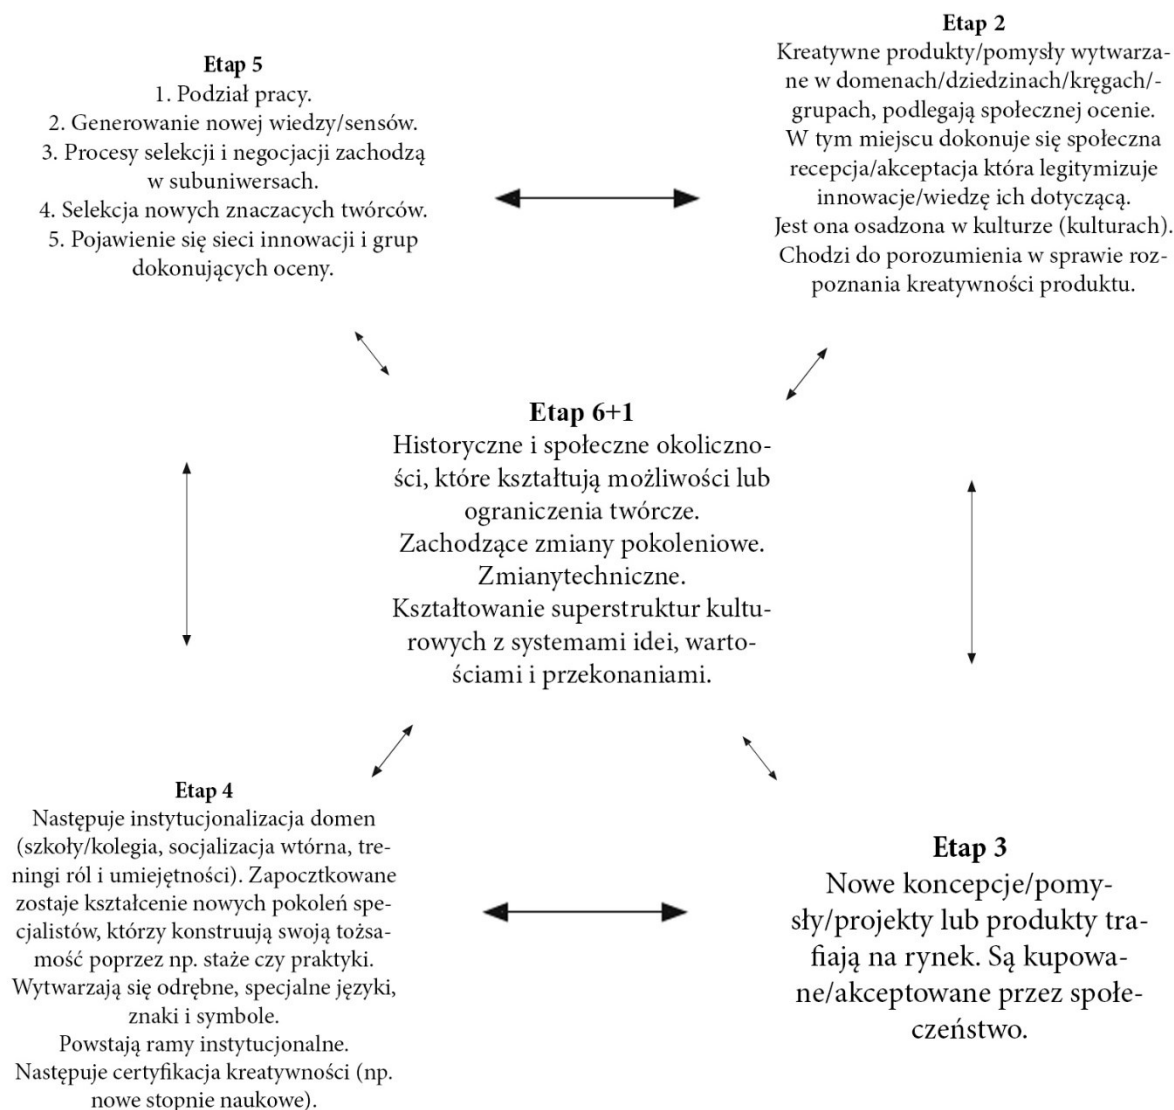 Etap 5
1. Podział pracy.
2. Generowanie nowej wiedzy/sensów.
3. Procesy selekcji i negocjacji zachodzą
w subuniwersach.
4. Selekcja nowych znaczacych twórców.
5. Pojawienie się sieci innowacji i grup
dokonujących oceny.
Etap 2
Kreatywne produkty/pomysły wytwarza-
ne w domenach/dziedzinach/kręgach/-
grupach, podlegają społecznej ocenie.
W tym miejscu dokonuje się społeczna
recepcja/akceptacja która legitymizuje
innowacje/wiedzę ich dotyczącą.
Jest ona osadzona w kulturze (kulturach).
Chodzi do porozumienia w sprawie roz-
poznania kreatywności produktu.
Etap 6+1
Historyczne i społeczne okoliczno-
ści, które kształtują możliwości lub
ograniczenia twórcze.
Zachodzące zmiany pokoleniowe.
Zmianytechniczne.
Kształtowanie superstruktur kultu-
rowych z systemami idei, warto-
ściami i przekonaniami.
Etap 4
Następuje instytucjonalizacja domen
(szkoły/kolegia, socjalizacja wtórna, tre-
ningi ról i umiejętności). Zapocztkowane
zostaje kształcenie nowych pokoleń spe-
cjalistów, którzy konstruują swoją tożsa-
mość poprzez np. staże czy praktyki.
Wytwarzają się odrębne, specjalne języki,
znaki i symbole.
Powstają ramy instytucjonalne.
Następuje certyfikacja kreatywności (np.
nowe stopnie naukowe).
Etap 3
Nowe koncepcje/pomy-
sły/projekty lub produkty tra-
fiają na rynek. Są kupowa-
ne/akceptowane przez społe-
czeństwo.